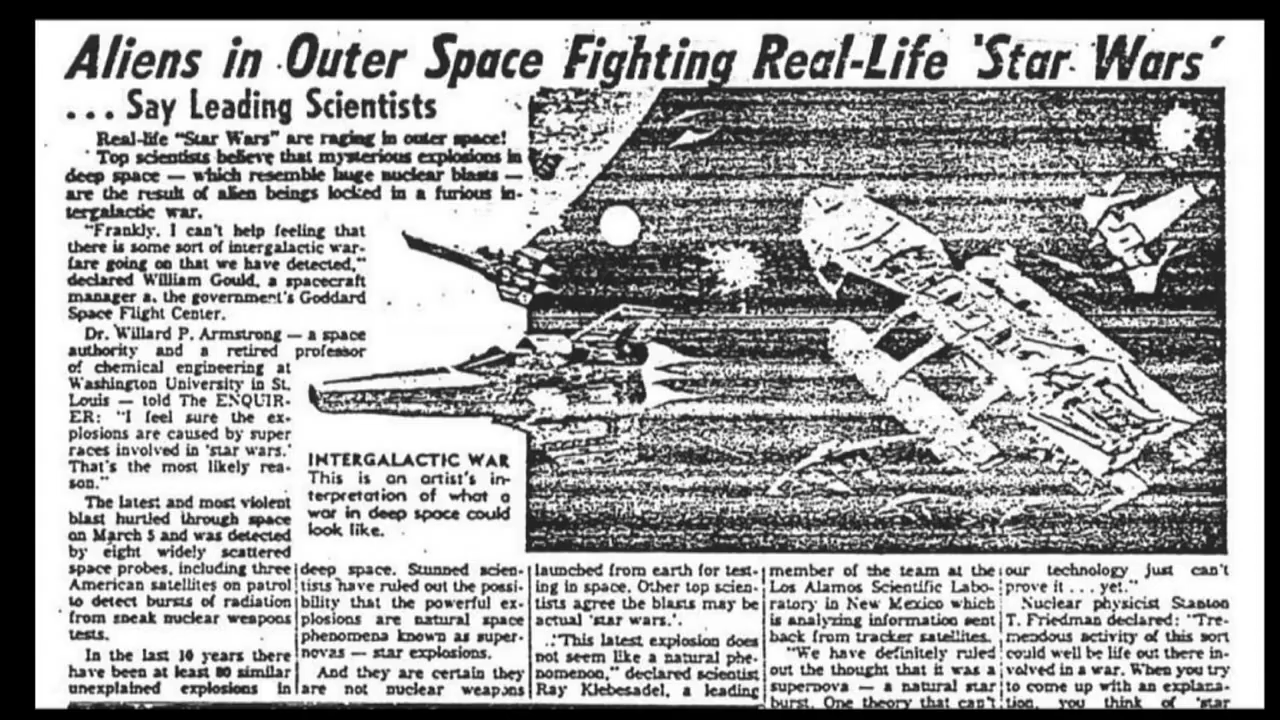 Aliens in Outer Space Fighting Real-Life 'Star Wars'
... Say Leading Scientists
Real-life "Star Wars" are raging in outer space!
Top scientists believe that mysterious explosions in
deep space — which resemble huge nuclear blasts —
are the result of alien beings locked in a furious in-
tergalactic war.
"Frankly, I can't help feeling that
there is some sort of intergalactic war-
fare going on that we have detected,"
declared William Gould, a spacecraft
manager a. the government's Goddard
Space Flight Center.
Dr. Willard P. Armstrong — a space
authority and a retired professor
of chemical engineering at
Washington University in St.
Louis — told The ENQUIR-
ER: "I feel sure the ex-
plosions are caused by super
races involved in 'star wars.'
That's the most likely rea-
son."
The latest and most violent
blast hurtled through space
on March 5 and was detected
by eight widely scattered
space probes, including three
American satellites on patrol
to detect bursts of radiation
from sneak nuclear weapons
tests.
In the last 10 years there
have been at least 80 similar
unexplained explosions in
INTERGALACTIC WAR
This is an artist's in-
terpretation of what a
war in deep space could
look like.
deep space. Stunned scien-
tists have ruled out the possi-
bility that the powerful ex-
plosions are natural space
phenomena known as super-
novas — star explosions.
And they are certain they
are not nuclear weapons
launched from earth for test-
ing in space. Other top scien-
tists agree the blasts may be
actual 'star wars.'.
"This latest explosion does
not seem like a natural phe-
nomenon," declared scientist
Ray Klebesadel, a leading
member of the team at the
Los Alamos Scientific Labo-
ratory in New Mexico which
is analyzing information sent
back from tracker satellites.
"We have definitely ruled
out the thought that it was a
supernova — a natural star
burst. One theory that can't
our technology just can't
prove it . . . yet."
Nuclear physicist Stanton
T. Friedman declared: "Tre-
mendous activity of this sort
could well be life out there in-
volved in a war. When you try
to come up with an explana-
tion, you think of "star